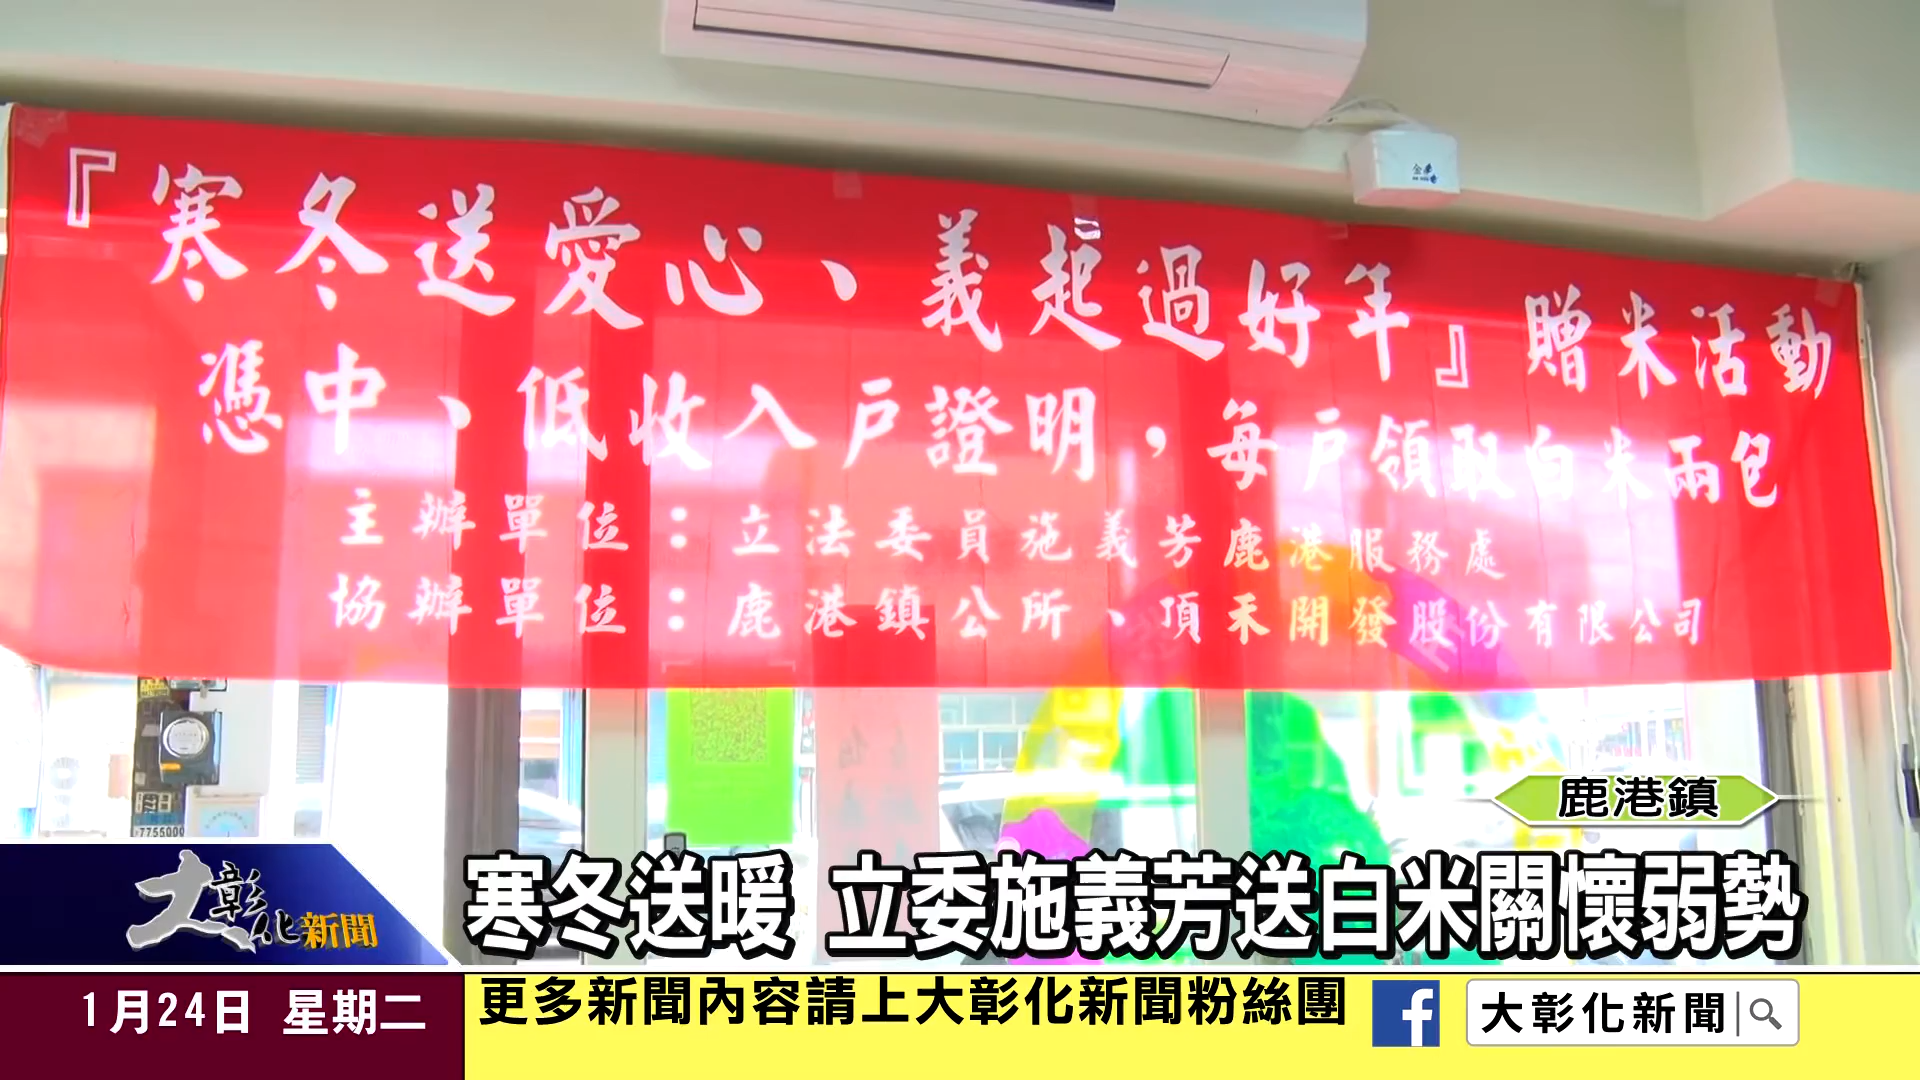 『寒冬送愛心、義起過好年』贈米活動
憑中、低收入戶證明，每戶領取白米兩包
主辦單位：立法委員施義芳鹿港服務處
協辦單位：鹿港鎮公所、頂禾開發股份有限公司
7755000
鹿港鎮
大彰化新聞
寒冬送暖 立委施義芳送白米關懷弱勢
1月24日 星期二
更多新聞內容請上大彰化新聞粉絲團
f
大彰化新聞